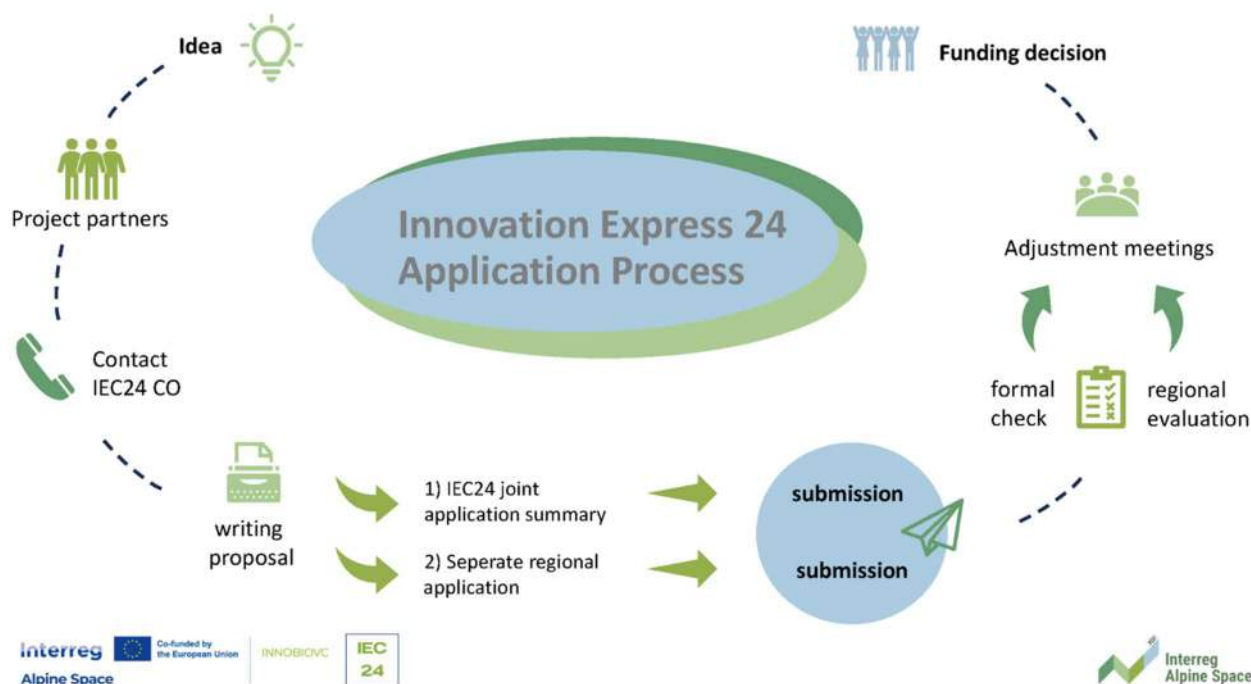 Idea
Project partners
Contact
IEC24 CO
writing
proposal
1) IEC24 joint
application summary
2) Seperate regional
application
submission
submission
formal
check
regional
evaluation
Adjustment meetings
Funding decision
Innovation Express 24
Application Process
Interreg
Co-funded by
the European Union
Alpine Space
INNOBIOVC
IEC
24
Interreg
Alpine Space